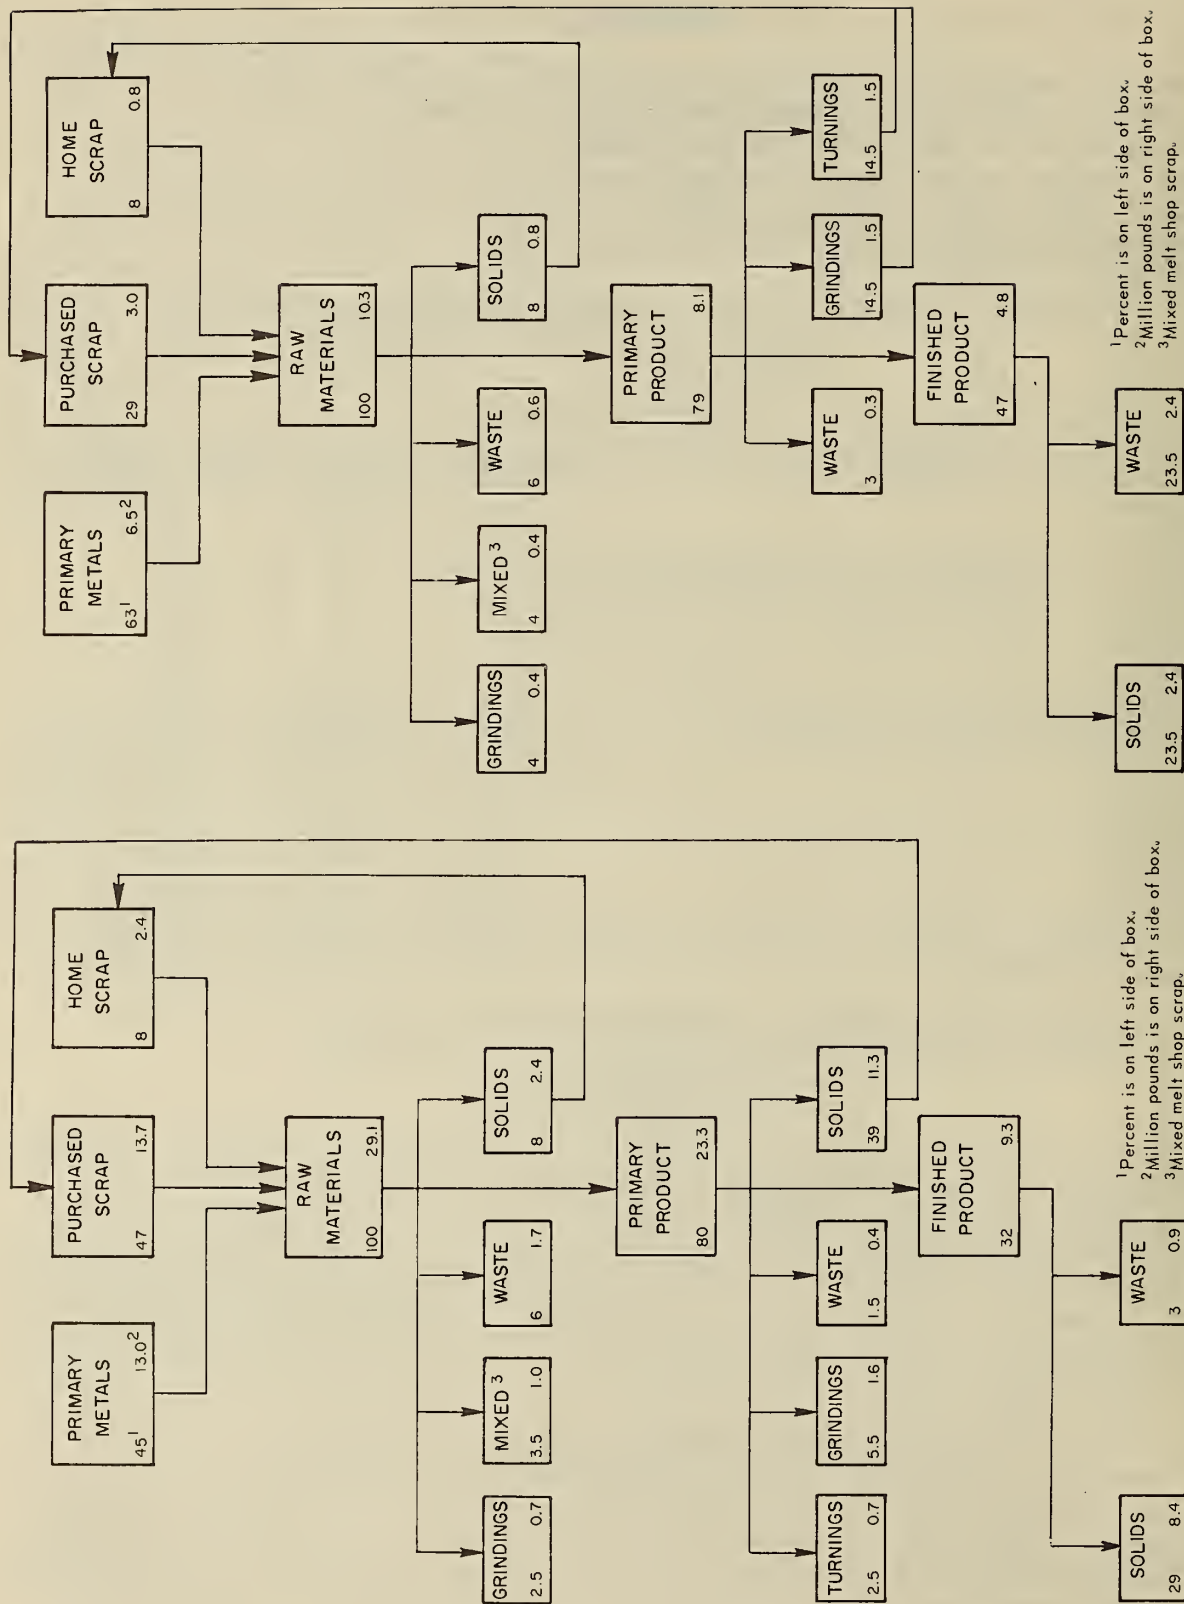 PRIMARY
METALS
45¹ 13.0²
PURCHASED
SCRAP
47 13.7
HOME
SCRAP
8 2.4
RAW
MATERIALS
100 29.1
GRINDINGS
2.5 0.7
MIXED ³
3.5 1.0
WASTE
6 1.7
SOLIDS
8 2.4
PRIMARY
PRODUCT
80 23.3
TURNINGS
2.5 0.7
GRINDINGS
5.5 1.6
WASTE
1.5 0.4
SOLIDS
39 11.3
FINISHED
PRODUCT
32 9.3
SOLIDS
29 8.4
WASTE
3 0.9
¹Percent is on left side of box.
²Million pounds is on right side of box.
³Mixed melt shop scrap.
PRIMARY
METALS
63¹ 6.5²
PURCHASED
SCRAP
29 3.0
HOME
SCRAP
8 0.8
RAW
MATERIALS
100 10.3
GRINDINGS
4 0.4
MIXED ³
4 0.4
WASTE
6 0.6
SOLIDS
8 0.8
PRIMARY
PRODUCT
79 8.1
WASTE
3 0.3
GRINDINGS
14.5 1.5
TURNINGS
14.5 1.5
FINISHED
PRODUCT
47 4.8
SOLIDS
23.5 2.4
WASTE
23.5 2.4
¹Percent is on left side of box.
²Million pounds is on right side of box.
³Mixed melt shop scrap.